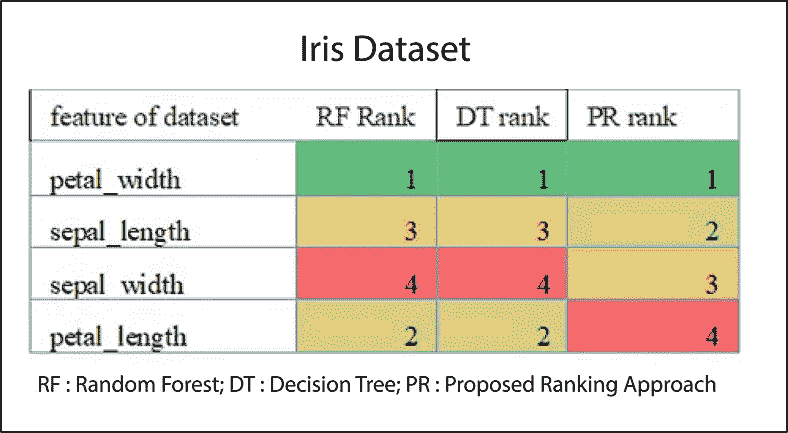 Iris Dataset
feature of dataset RF Rank DT rank PR rank
petal_width 1 1 1
sepal_length 3 3 2
sepal_width 4 4 3
petal_length 2 2 4
RF : Random Forest; DT : Decision Tree; PR : Proposed Ranking Approach